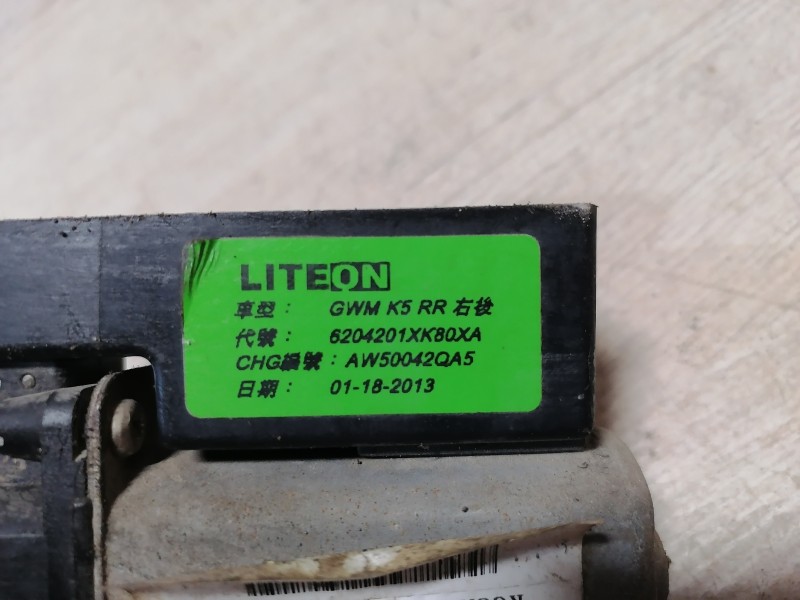 LITEON
車型： GWM K5 RR 右後
代號： 6204201XK80XA
CHG編號：AW50042QA5
日期： 01-18-2013